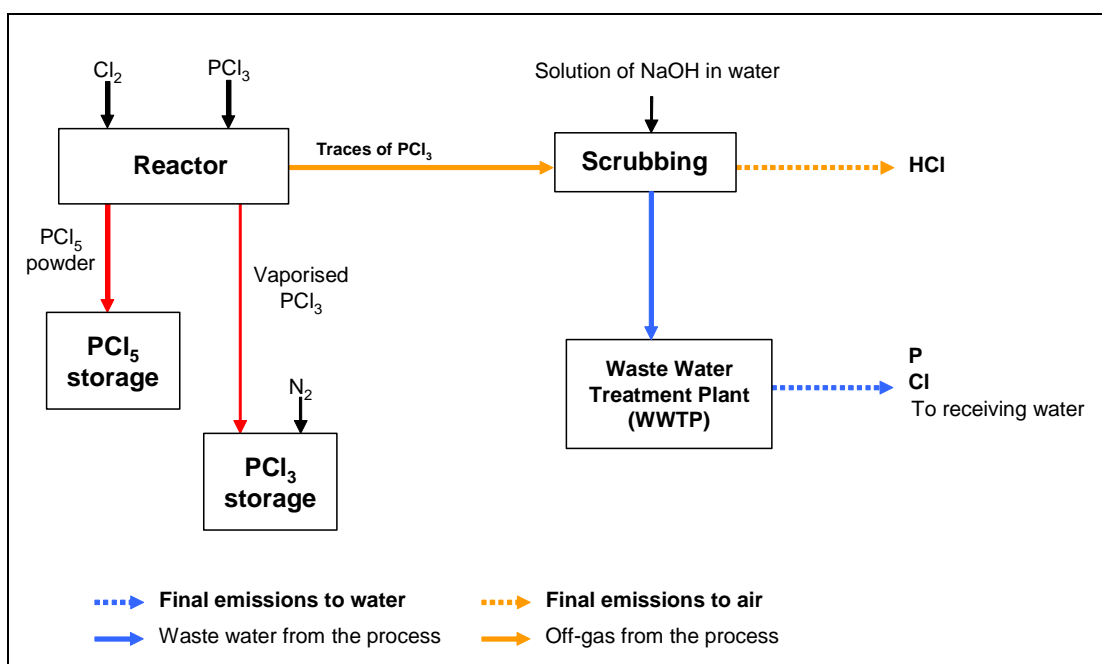 Cl2
PCl3
Solution of NaOH in water
Reactor
Traces of PCl3
Scrubbing
HCl
PCl5
powder
Vaporised
PCl3
PCl5
storage
N2
Waste Water
Treatment Plant
(WWTP)
P
Cl
To receiving water
PCl3
storage
Final emissions to water
Final emissions to air
Waste water from the process
Off-gas from the process